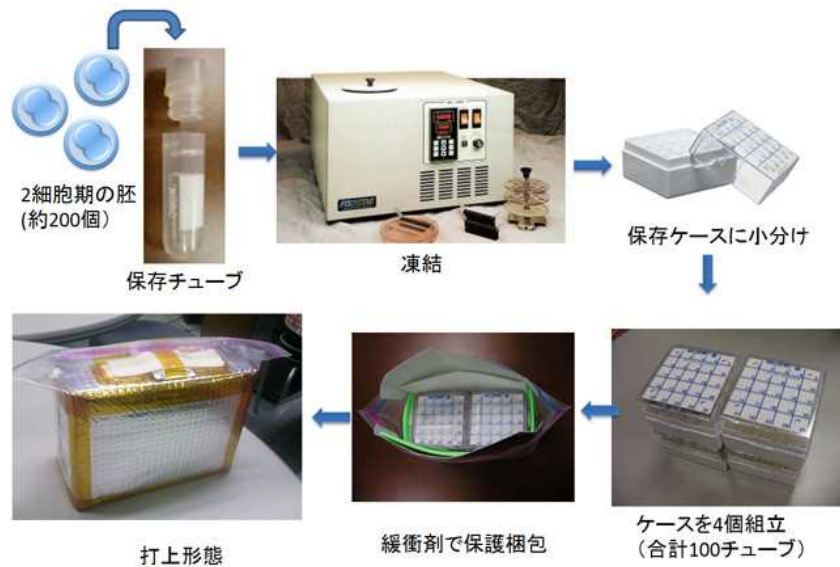 2細胞期の胚
(約200個)
保存チューブ
凍結
保存ケースに小分け
打上形態
緩衝剤で保護梱包
ケースを4個組立
(合計100チューブ)